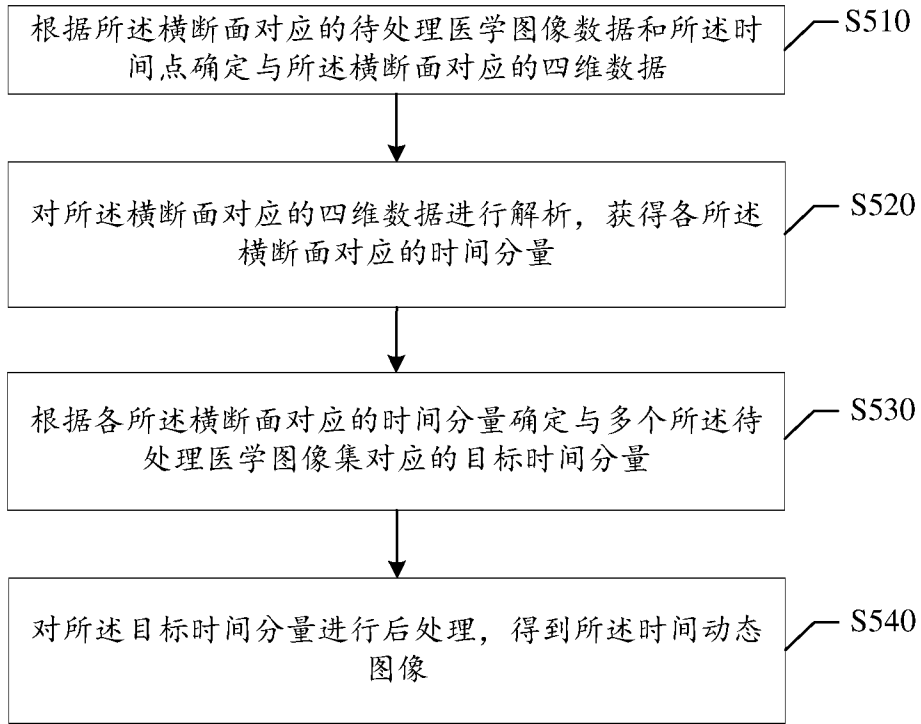 根据所述横断面对应的待处理医学图像数据和所述时
间点确定与所述横断面对应的四维数据
S510
对所述横断面对应的四维数据进行解析，获得各所述
横断面对应的时间分量
S520
根据各所述横断面对应的时间分量确定与多个所述待
处理医学图像集对应的目标时间分量
S530
对所述目标时间分量进行后处理，得到所述时间动态
图像
S540